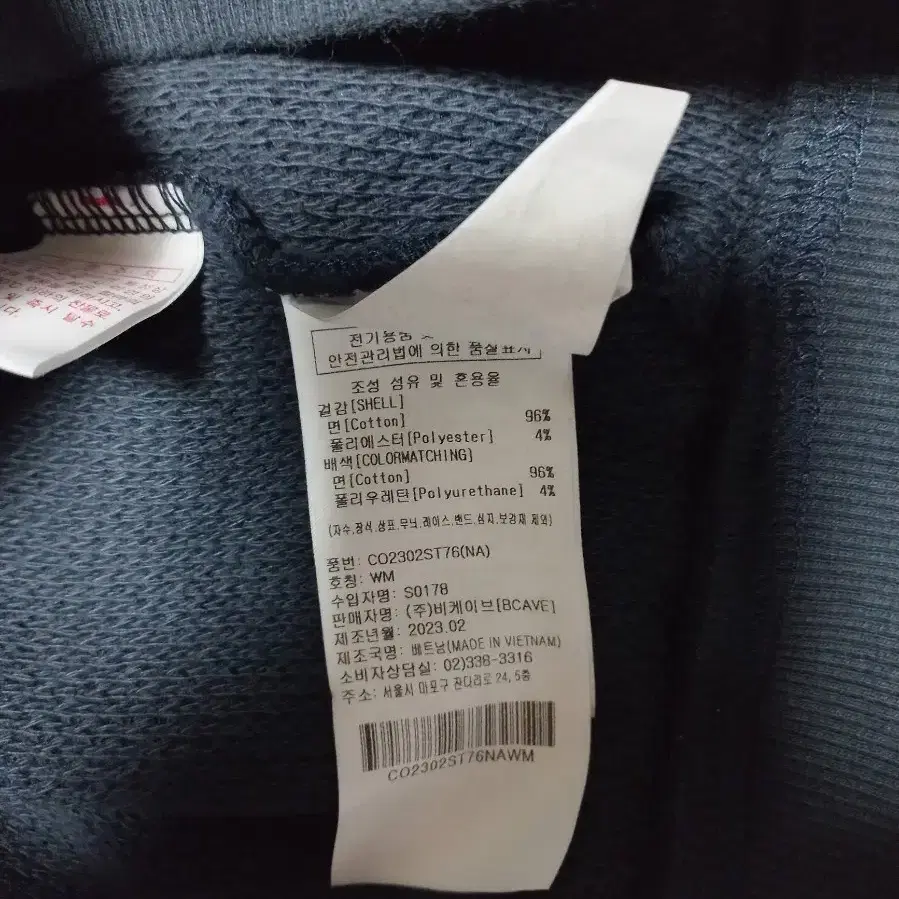 전기용품 및
안전관리법에 의한 품질표시
조성 섬유 및 혼용율
겉감[SHELL]
면[Cotton] 96%
폴리에스터[Polyester] 4%
배색[COLORMATCHING]
면[Cotton] 96%
폴리우레탄[Polyurethane] 4%
(자수,장식,상표,무늬,레이스,밴드,심지,보강재 제외)
품번: CO2302ST76(NA)
호칭: WM
수입자명: S0178
판매자명: (주)비케이브[BCAVE]
제조년월: 2023.02
제조국명: 베트남(MADE IN VIETNAM)
소비자상담실: 02)338-3316
주소: 서울시 마포구 잔다리로 24, 5층
CO2302ST76NAWM